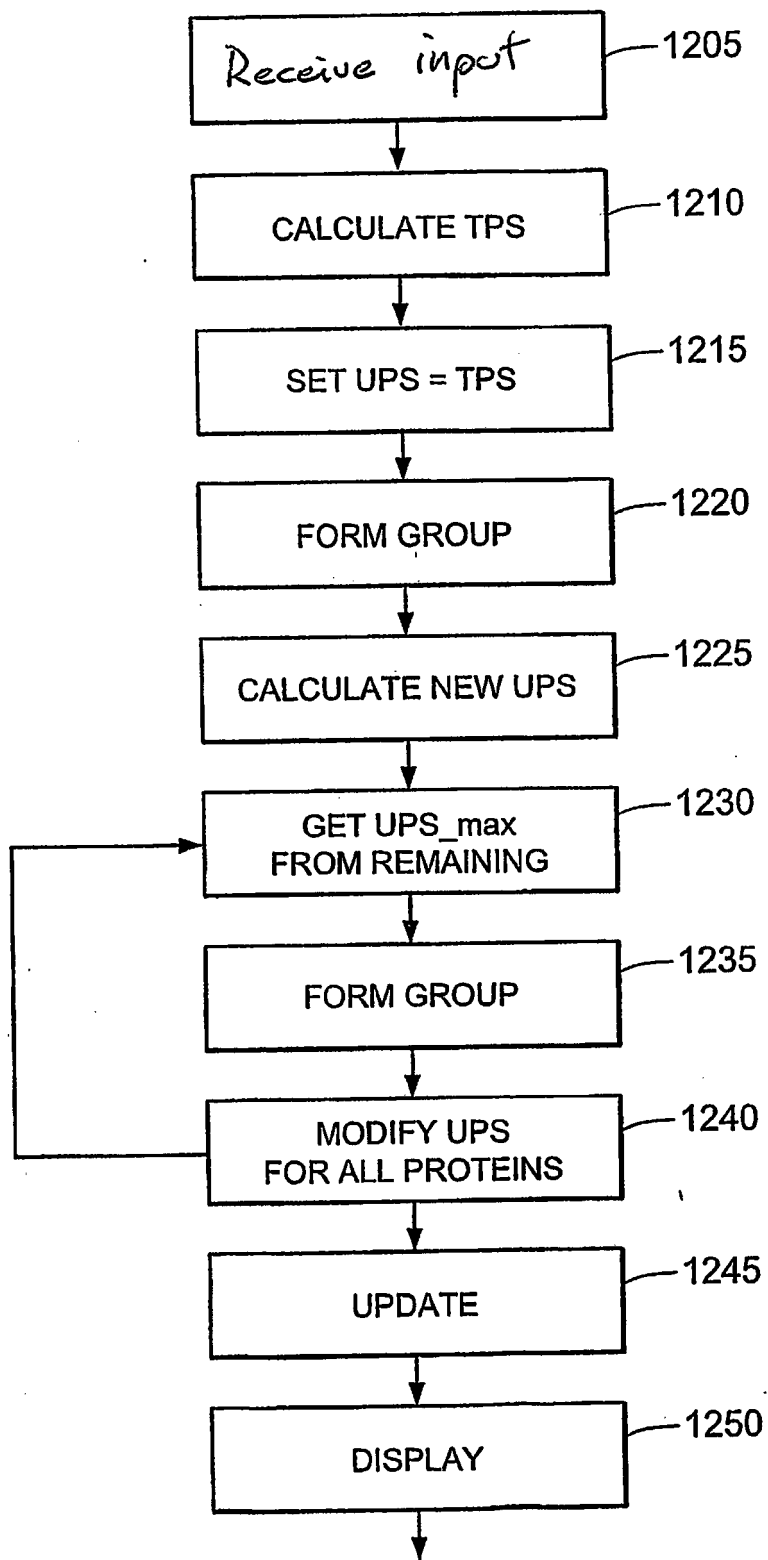 Receive input
1205
CALCULATE TPS
1210
SET UPS = TPS
1215
FORM GROUP
1220
CALCULATE NEW UPS
1225
GET UPS_max
FROM REMAINING
1230
FORM GROUP
1235
MODIFY UPS
FOR ALL PROTEINS
1240
UPDATE
1245
DISPLAY
1250